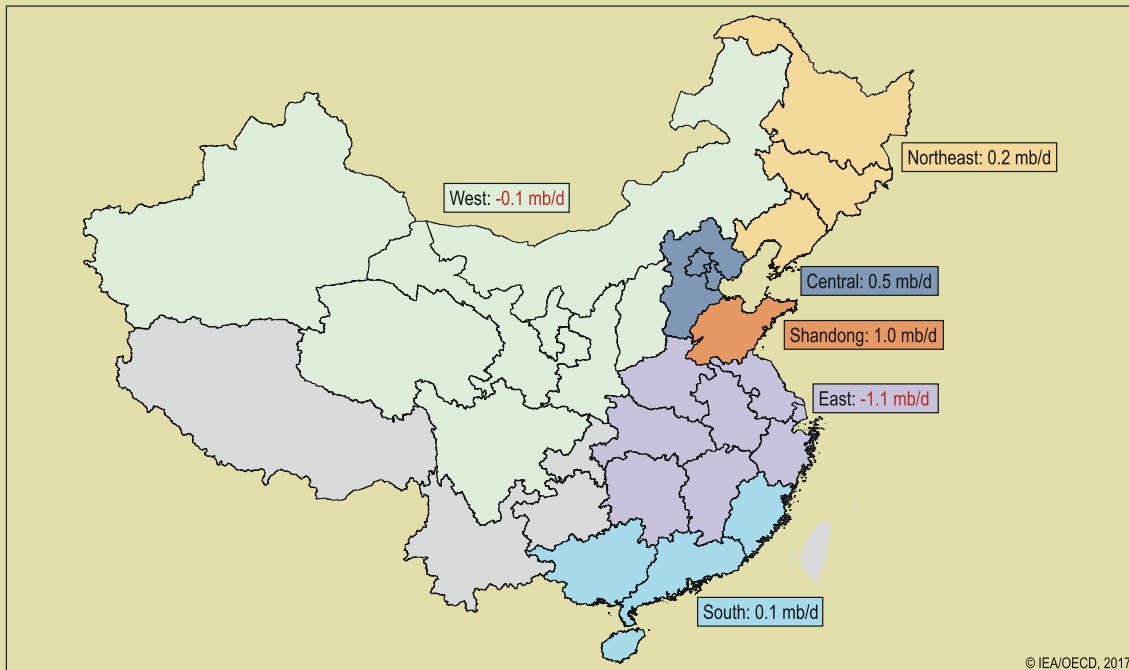 Northeast: 0.2 mb/d
West: -0.1 mb/d
Central: 0.5 mb/d
Shandong: 1.0 mb/d
East: -1.1 mb/d
South: 0.1 mb/d
© IEA/OECD, 2017